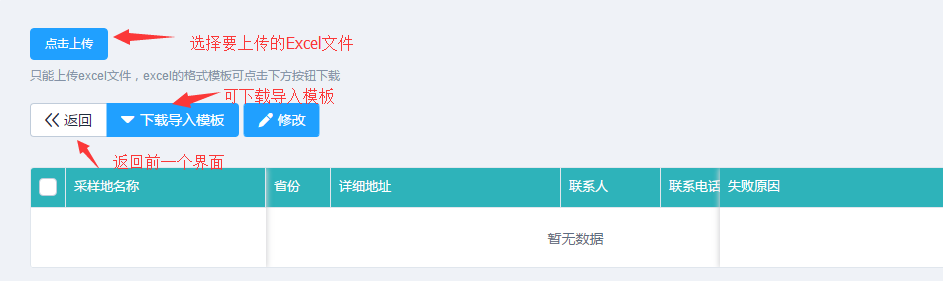 点击上传
选择要上传的Excel文件
只能上传excel文件，excel的格式模板可点击下方按钮下载
可下载导入模板
返回
下载导入模板
修改
返回前一个界面
采样地名称
省份
详细地址
联系人
联系电话
失败原因
暂无数据